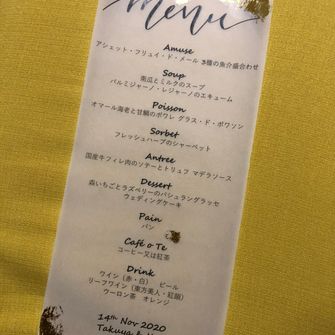 menu
Amuse
アシェット・フリュイ・ド・メール 3種の魚介盛合わせ
Soup
南瓜とミルクのスープ
パルミジャーノ・レジャーノのエキューム
Poisson
オマール海老と甘鯛のポワレ グラス・ド・ポワソン
Sorbet
フレッシュハーブのシャーベット
Antree
国産牛フィレ肉のソテーとトリュフ マデラソース
Dessert
森いちごとラズベリーのバシュラングラッセ
ウェディングケーキ
Pain
パン
Café o Te
コーヒー又は紅茶
Drink
ワイン（赤・白） ビール
リーフワイン（東方美人・紅韻）
ウーロン茶 オレンジ
14th Nov 2020
Takuya &